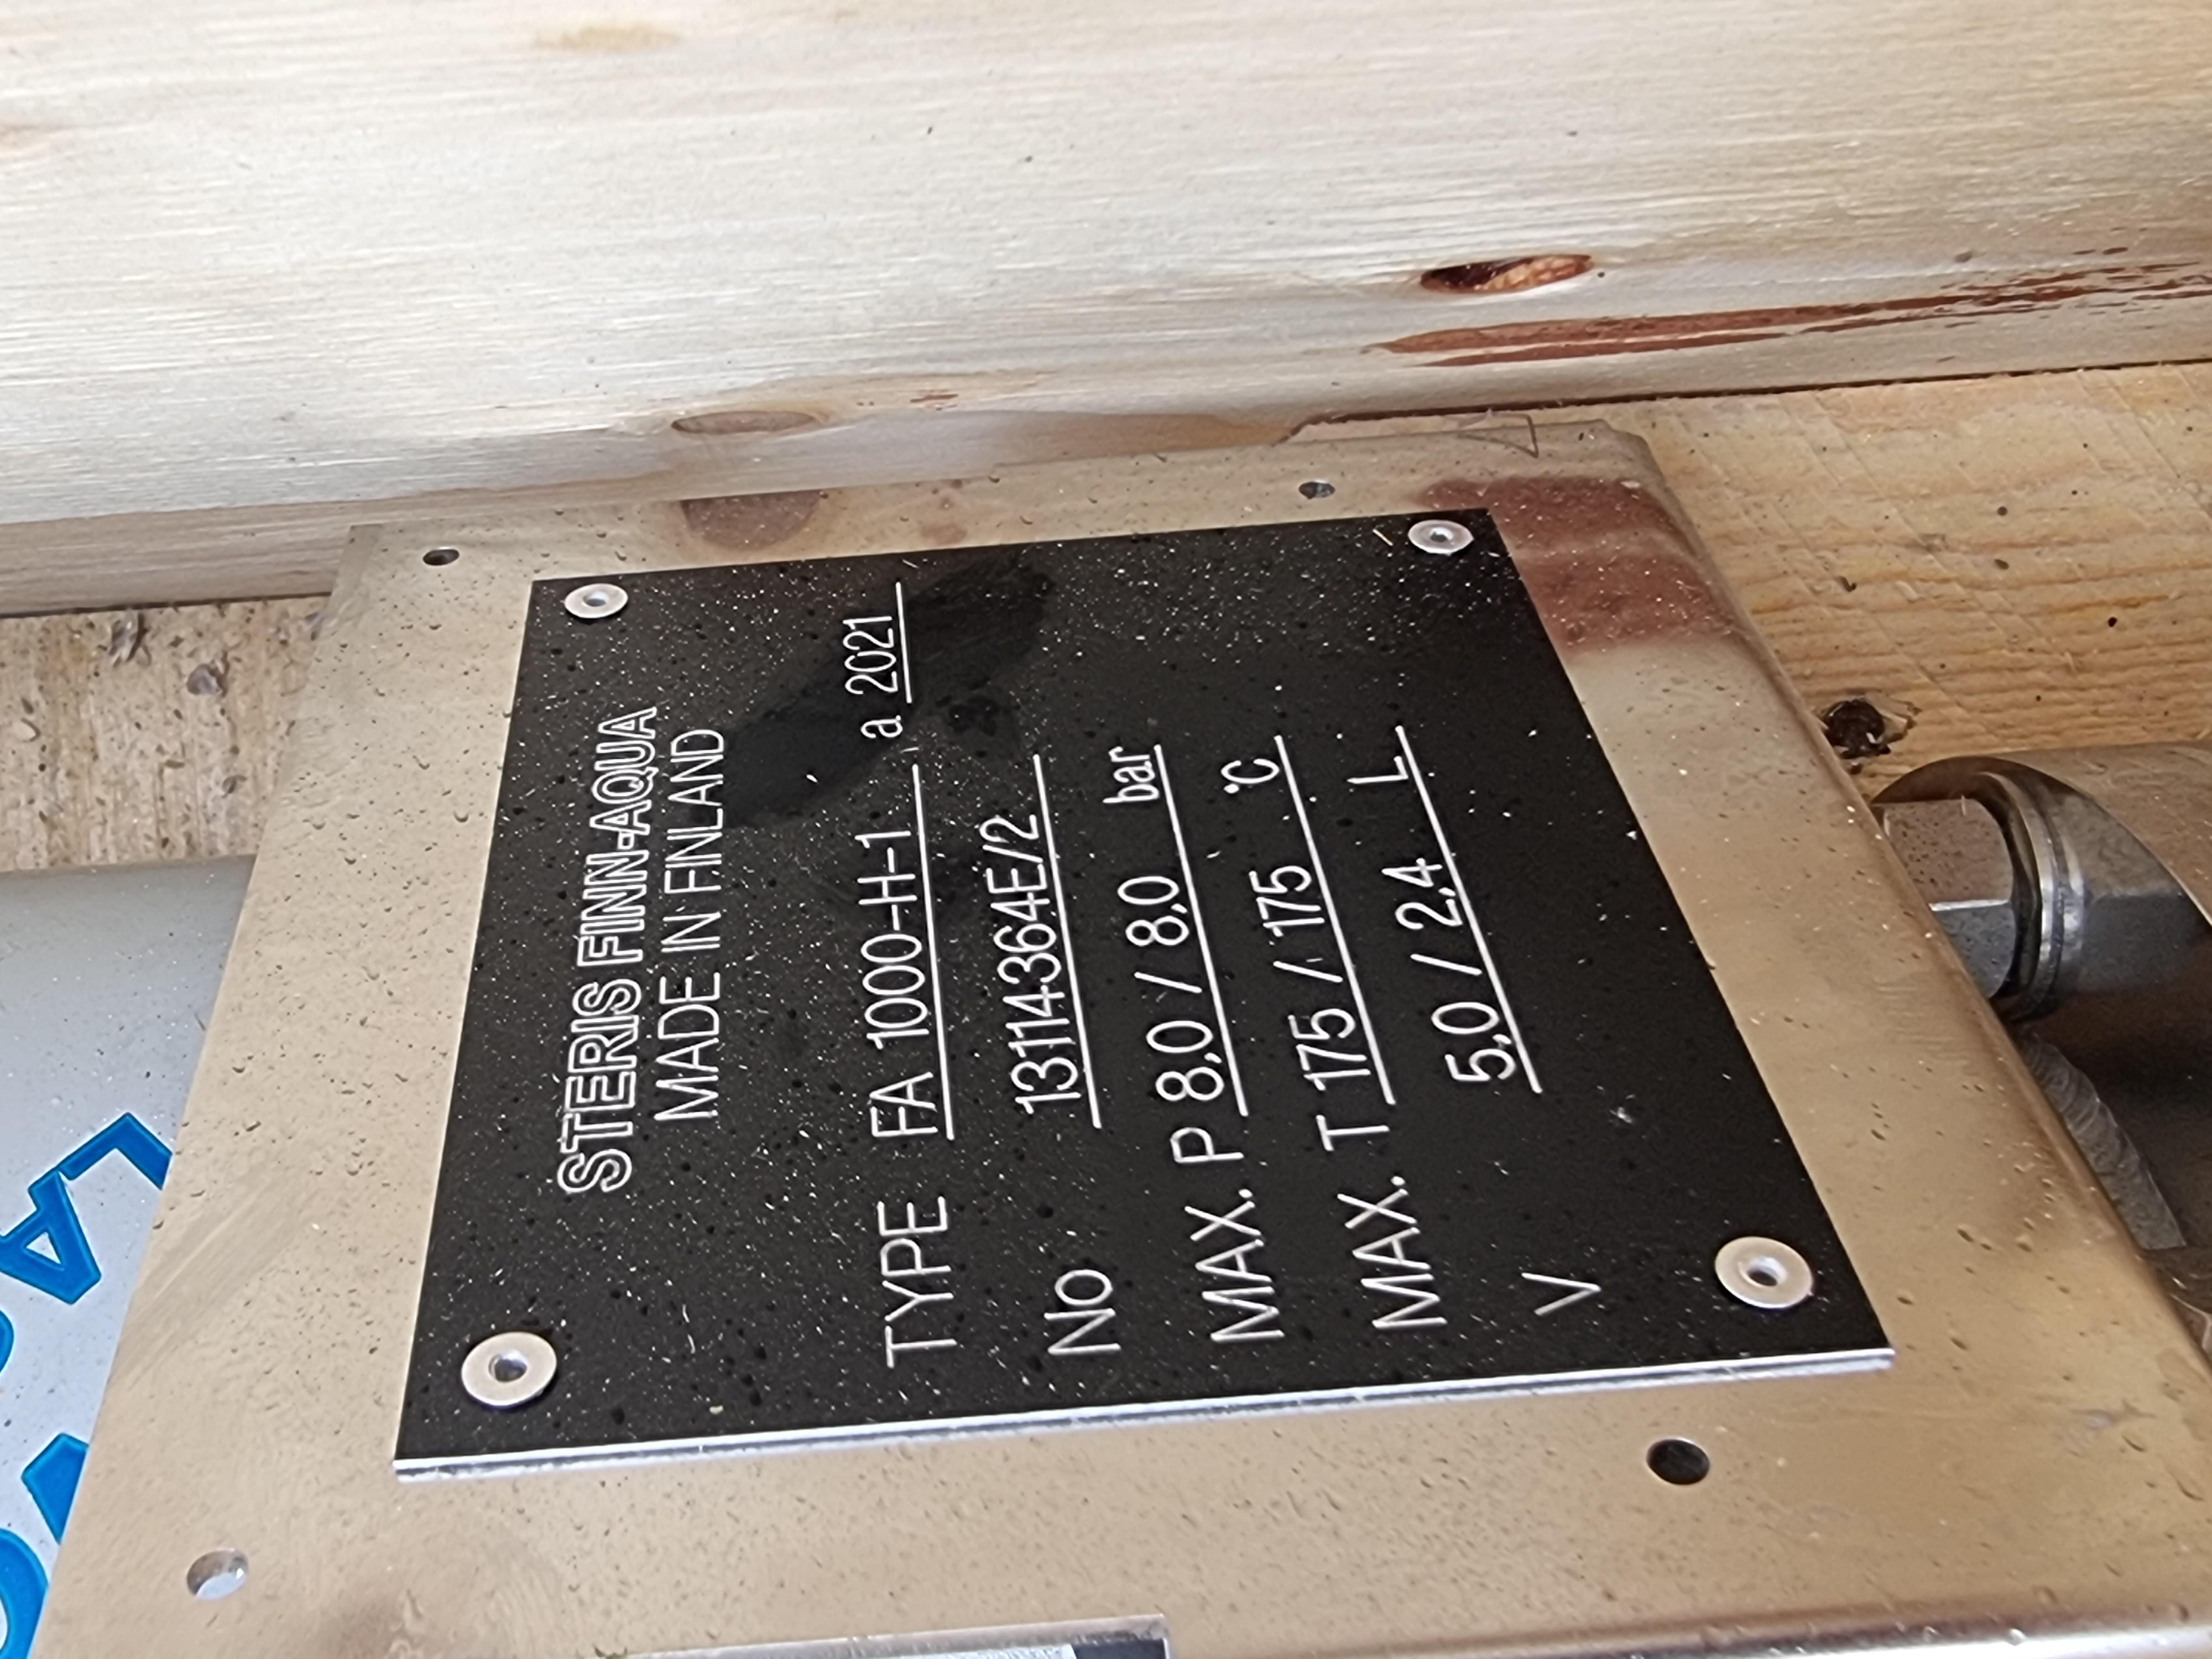 STERIS FINN-AQUA
MADE IN FINLAND
TYPE FA 1000-H-1 a 2021
No 13114364E/2
MAX. P 8,0 / 8,0 bar
MAX. T 175 / 175 °C
V 5,0 / 2,4 L